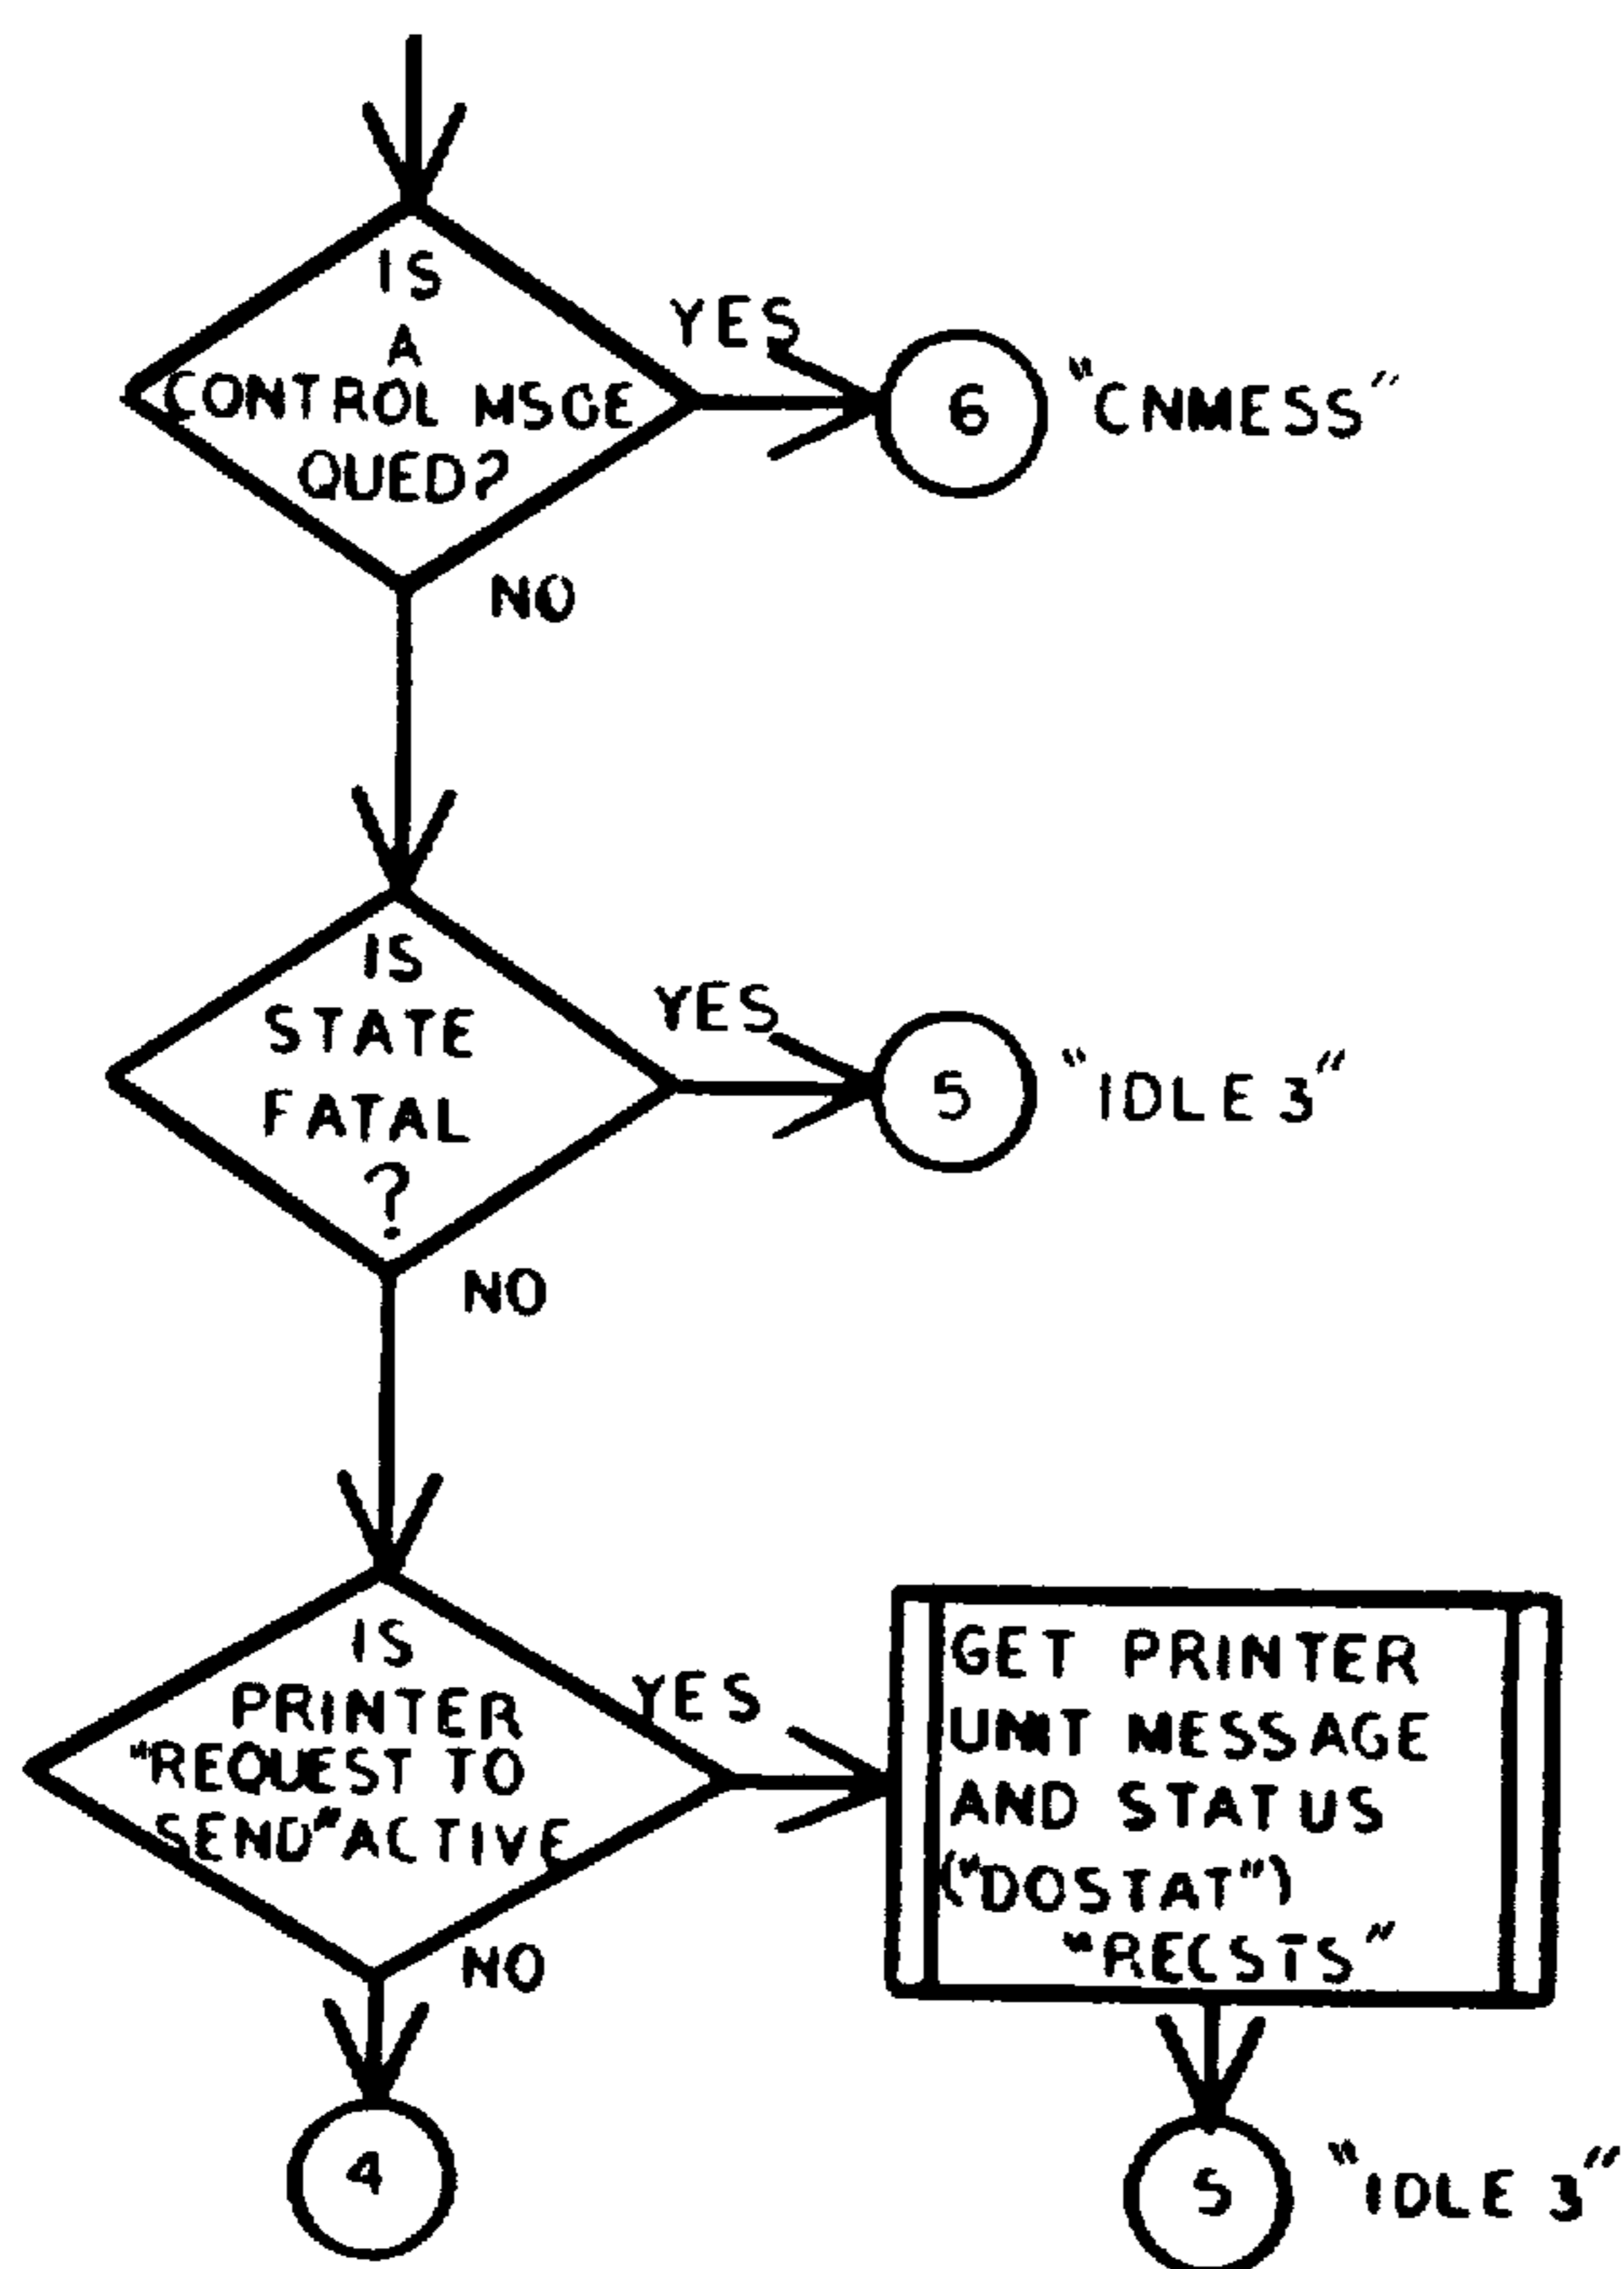 IS
A
CONTROL MSGE
QUED?
YES
6
"CNMESS"
NO
IS
STATE
FATAL
?
YES
5
"IDLE 3"
NO
IS
PRINTER
"REQUEST TO
SEND" ACTIVE
YES
GET PRINTER
UNIT MESSAGE
AND STATUS
("DOSTAT")
"RECSTS"
NO
4
5
"IDLE 3"